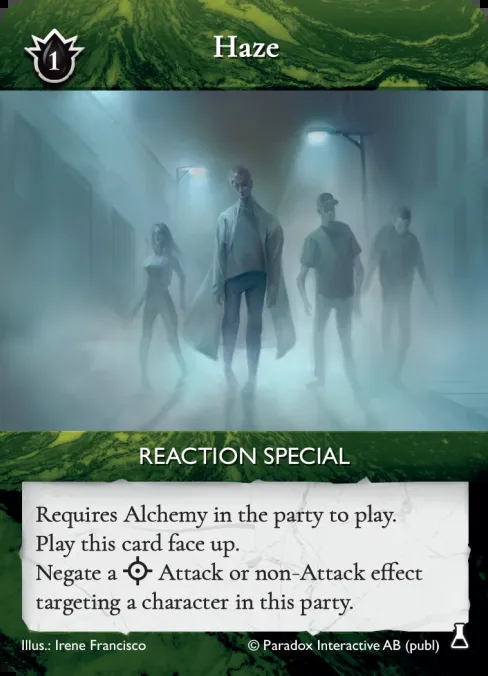 1
Haze
REACTION SPECIAL
Requires Alchemy in the party to play.
Play this card face up.
Negate a Attack or non-Attack effect
targeting a character in this party.
Illus.: Irene Francisco
© Paradox Interactive AB (publ)